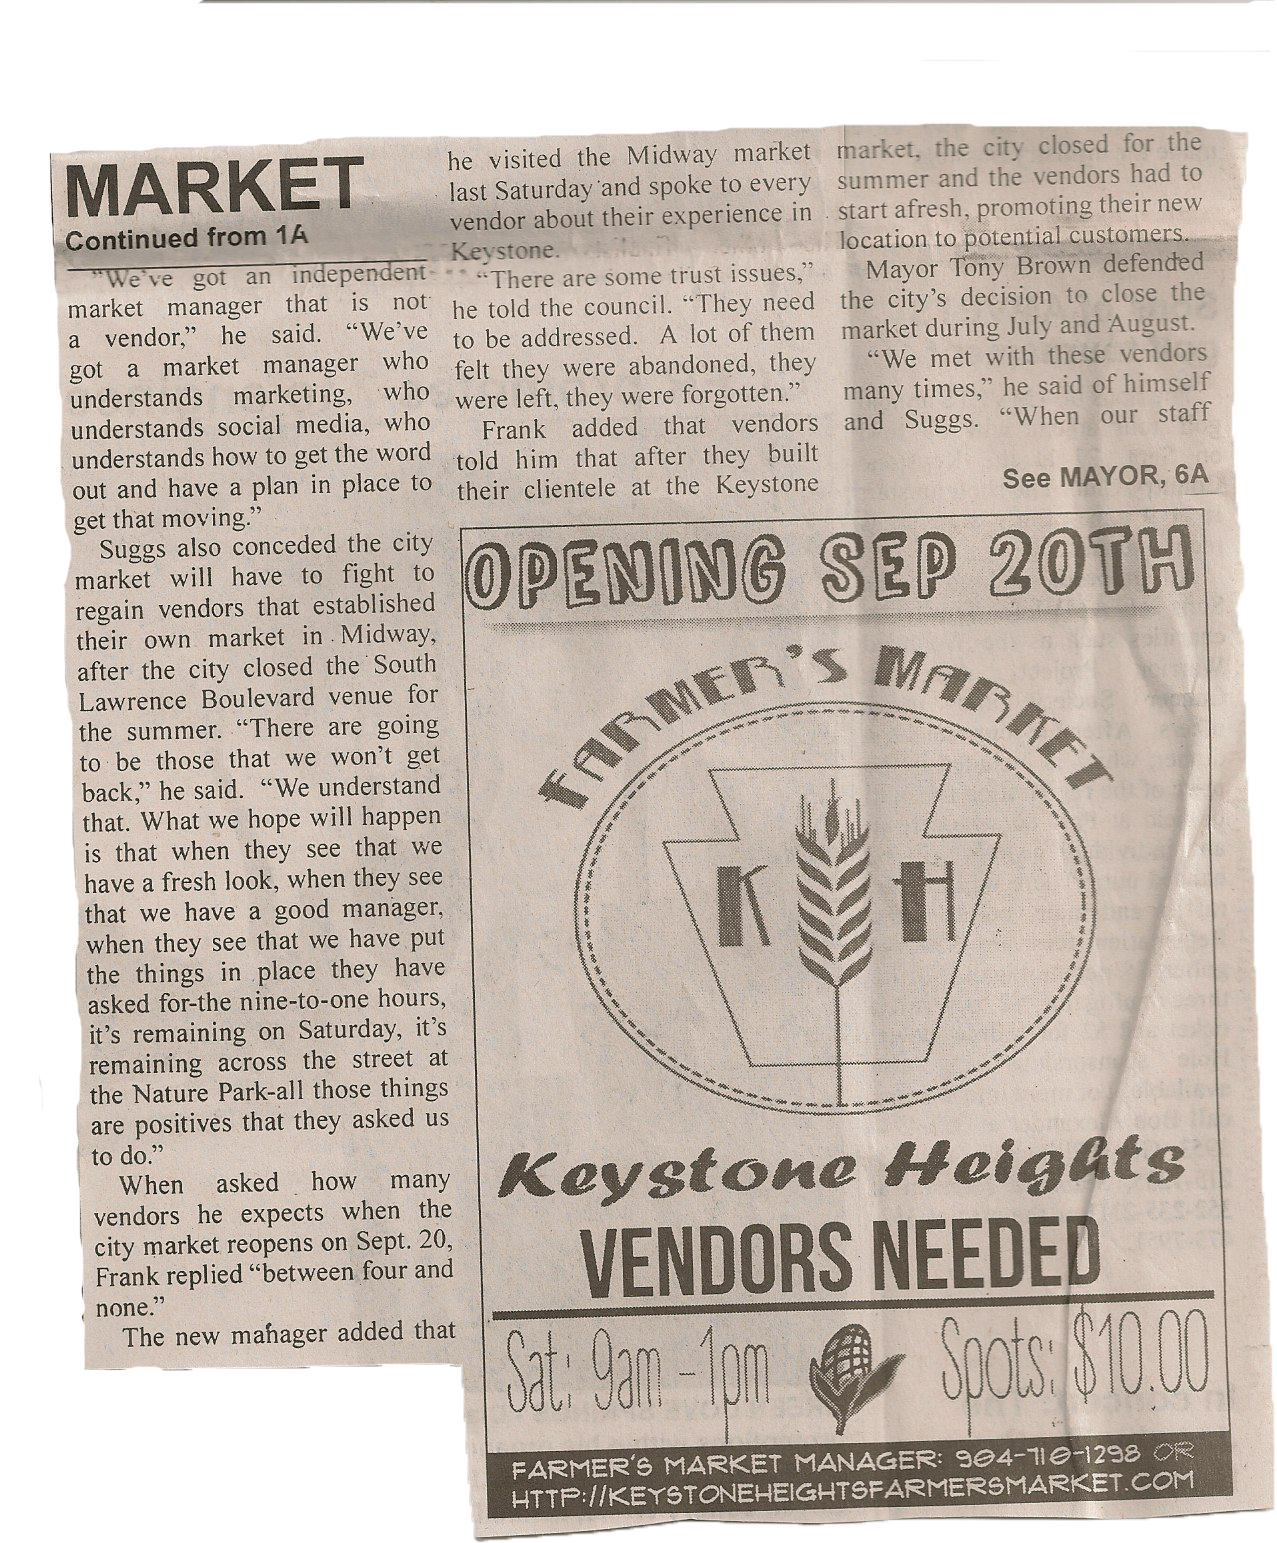 MARKET
Continued from 1A
"We've got an independent
market manager that is not
a vendor," he said. "We've
got a market manager who
understands marketing, who
understands social media, who
understands how to get the word
out and have a plan in place to
get that moving."
Suggs also conceded the city
market will have to fight to
regain vendors that established
their own market in Midway,
after the city closed the South
Lawrence Boulevard venue for
the summer. "There are going
to be those that we won't get
back," he said. "We understand
that. What we hope will happen
is that when they see that we
have a fresh look, when they see
that we have a good manager,
when they see that we have put
the things in place they have
asked for-the nine-to-one hours,
it's remaining on Saturday, it's
remaining across the street at
the Nature Park-all those things
are positives that they asked us
to do."
When asked how many
vendors he expects when the
city market reopens on Sept. 20,
Frank replied "between four and
none."
The new manager added that
he visited the Midway market
last Saturday and spoke to every
vendor about their experience in
Keystone.
"There are some trust issues,"
he told the council. "They need
to be addressed. A lot of them
felt they were abandoned, they
were left, they were forgotten."
Frank added that vendors
told him that after they built
their clientele at the Keystone
market, the city closed for the
summer and the vendors had to
start afresh, promoting their new
location to potential customers.
Mayor Tony Brown defended
the city's decision to close the
market during July and August.
"We met with these vendors
many times," he said of himself
and Suggs. "When our staff
See MAYOR, 6A
OPENING SEP 20TH
FARMER'S MARKET
K H
Keystone Heights
VENDORS NEEDED
Sat: 9am - 1pm Spots: $10.00
FARMER'S MARKET MANAGER: 904-710-1298 OR
HTTP://KEYSTONEHEIGHTSFARMERSMARKET.COM